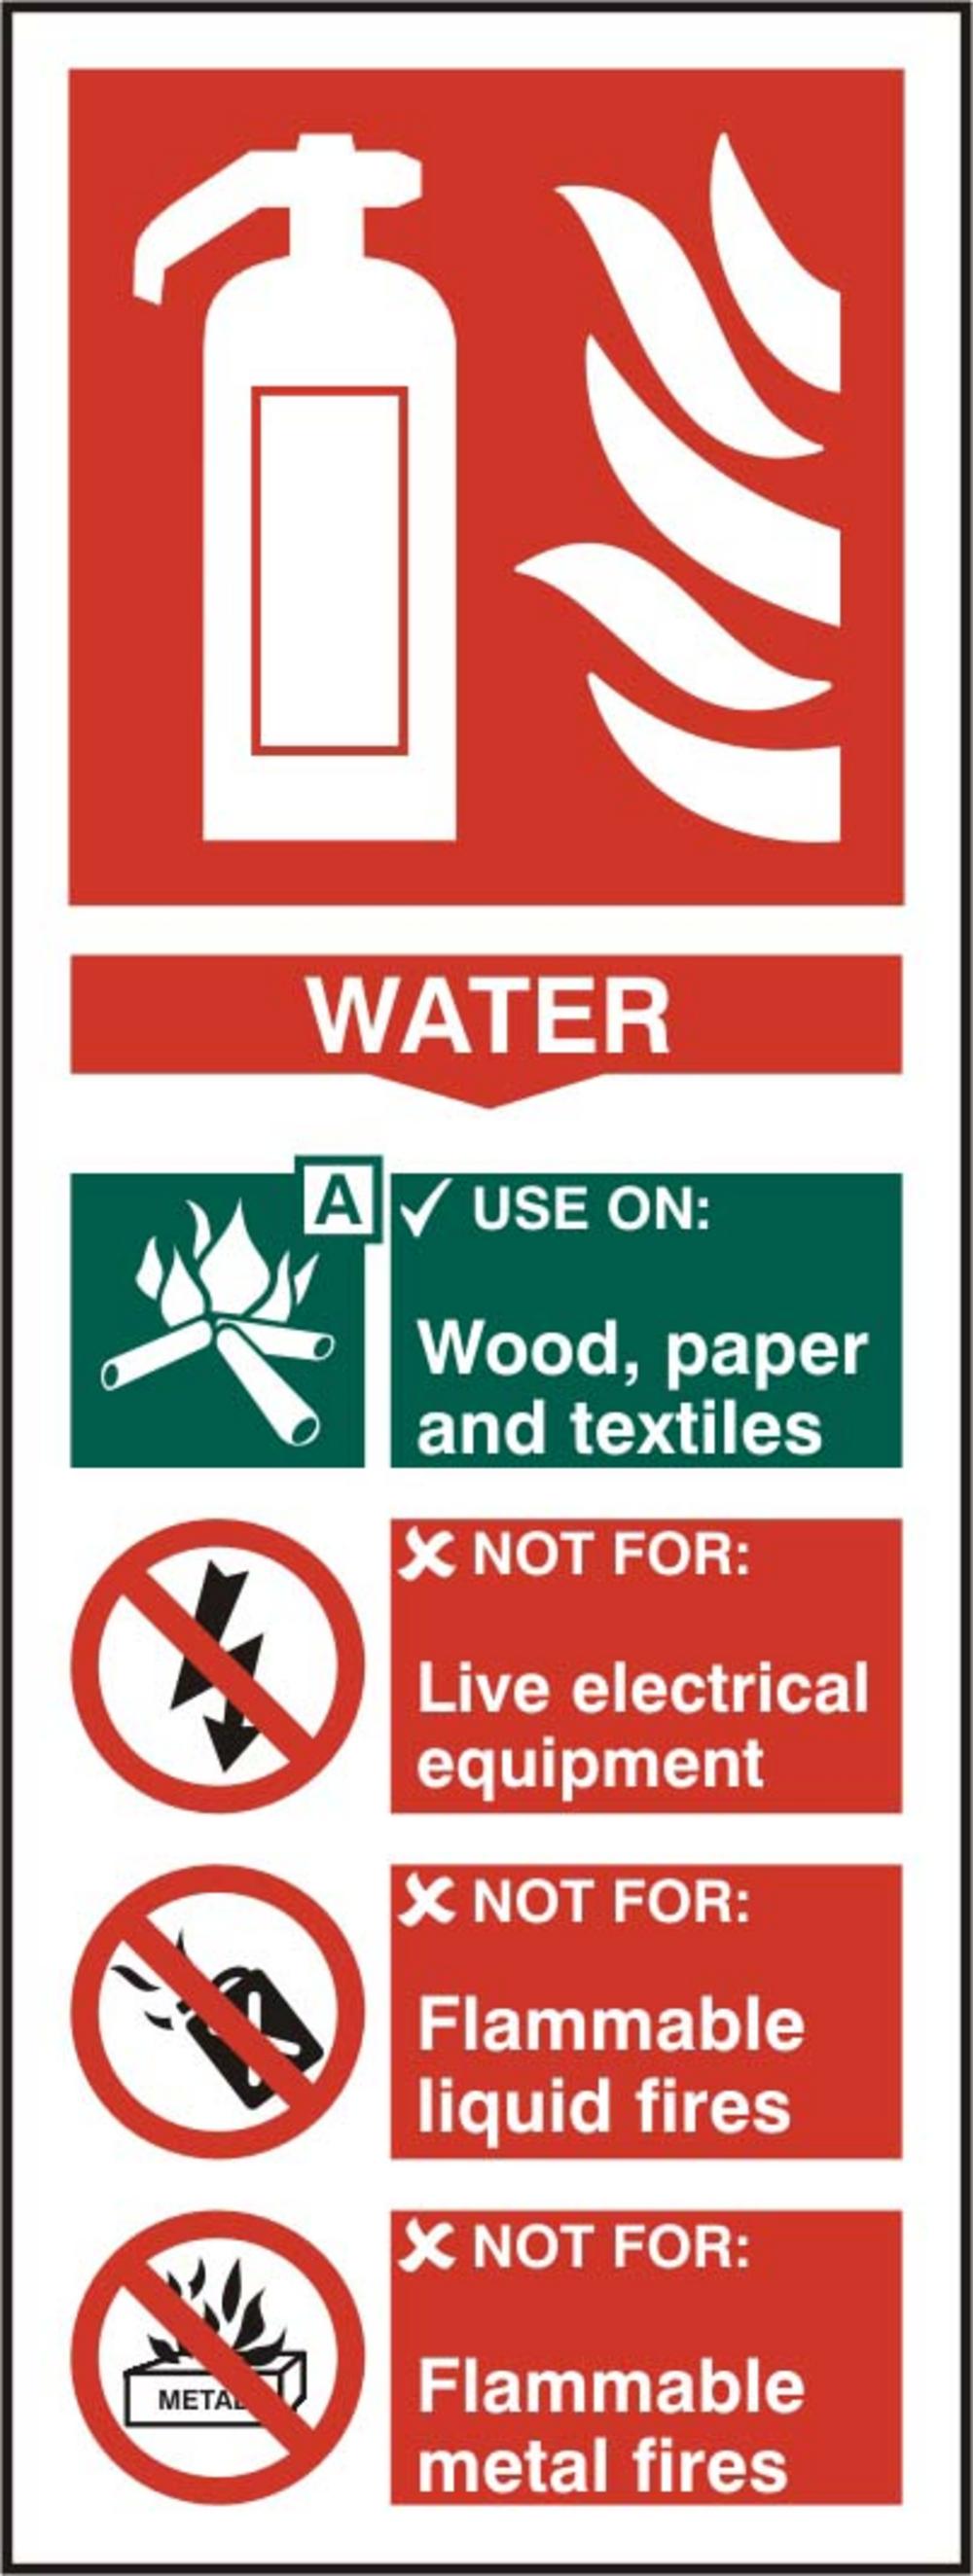 WATER
A
✓ USE ON:
Wood, paper
and textiles
✗ NOT FOR:
Live electrical
equipment
✗ NOT FOR:
Flammable
liquid fires
✗ NOT FOR:
Flammable
metal fires
METAL